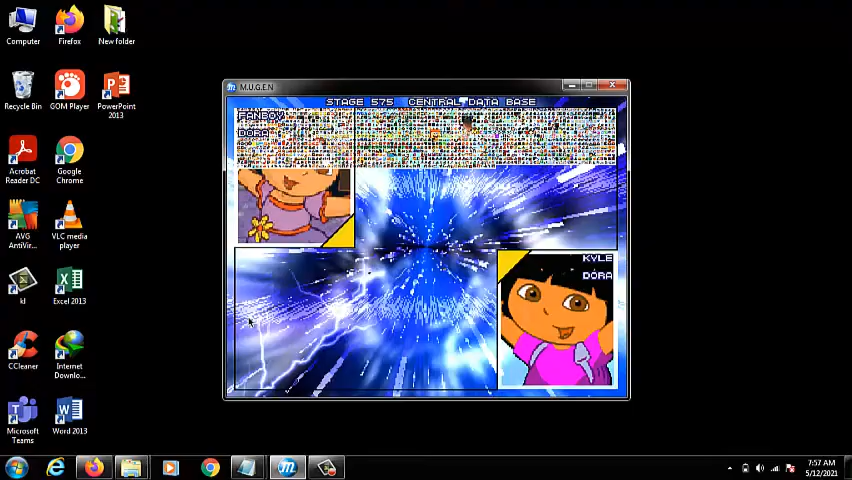 Computer
Firefox
New folder
Recycle Bin
GOM Player
PowerPoint
2013
Acrobat
Reader DC
Google
Chrome
AVG
AntiVir...
VLC media
player
kf
Excel 2013
CCleaner
Internet
Downlo...
Microsoft
Teams
Word 2013
M.U.G.E.N
STAGE 575 CENTRAL DATA BASE
FANBOY
DORA
KYLE
DORA
7:57 AM
5/12/2021